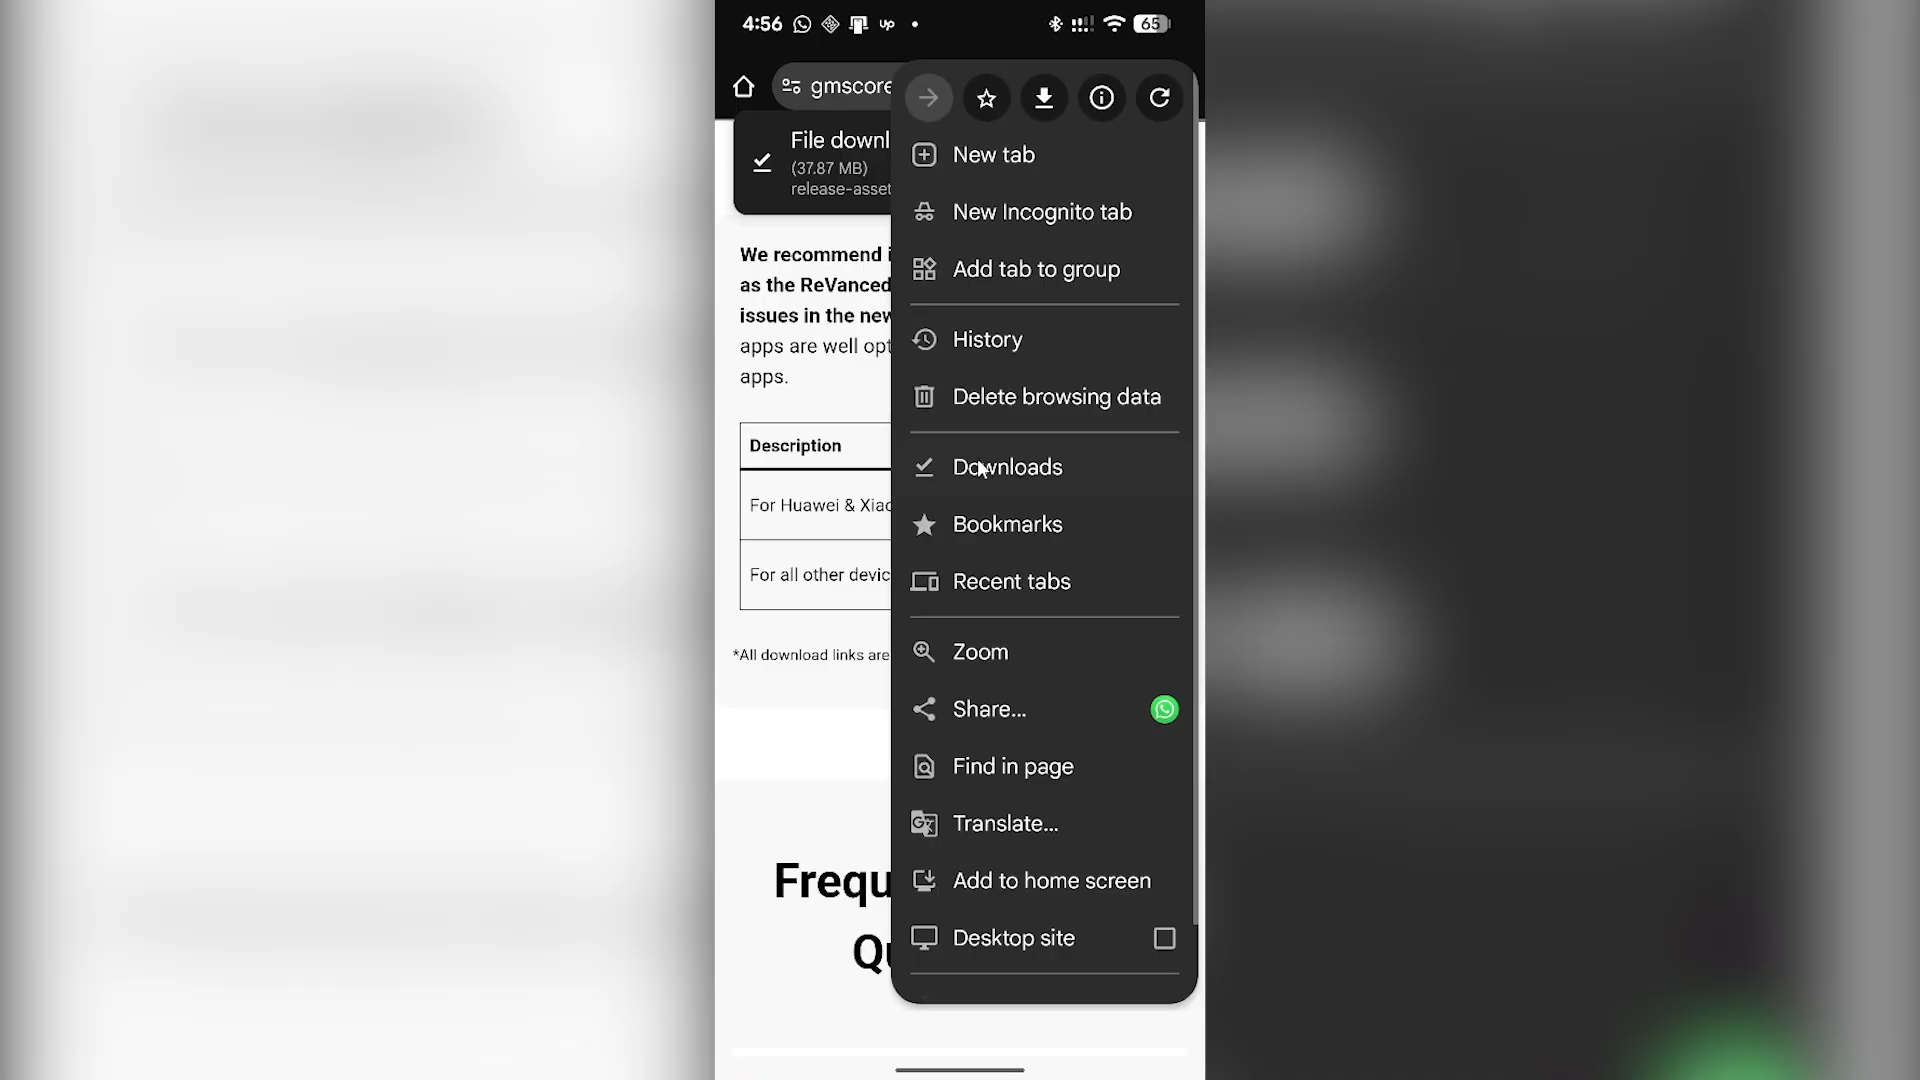 4:56
up
65
gmscore
File downl
(37.87 MB)
release-asset
We recommend i
as the ReVanced
issues in the new
apps are well opt
apps.
Description
For Huawei & Xiao
For all other devic
*All download links are
Frequ
Qu
New tab
New Incognito tab
Add tab to group
History
Delete browsing data
Downloads
Bookmarks
Recent tabs
Zoom
Share...
Find in page
Translate...
Add to home screen
Desktop site